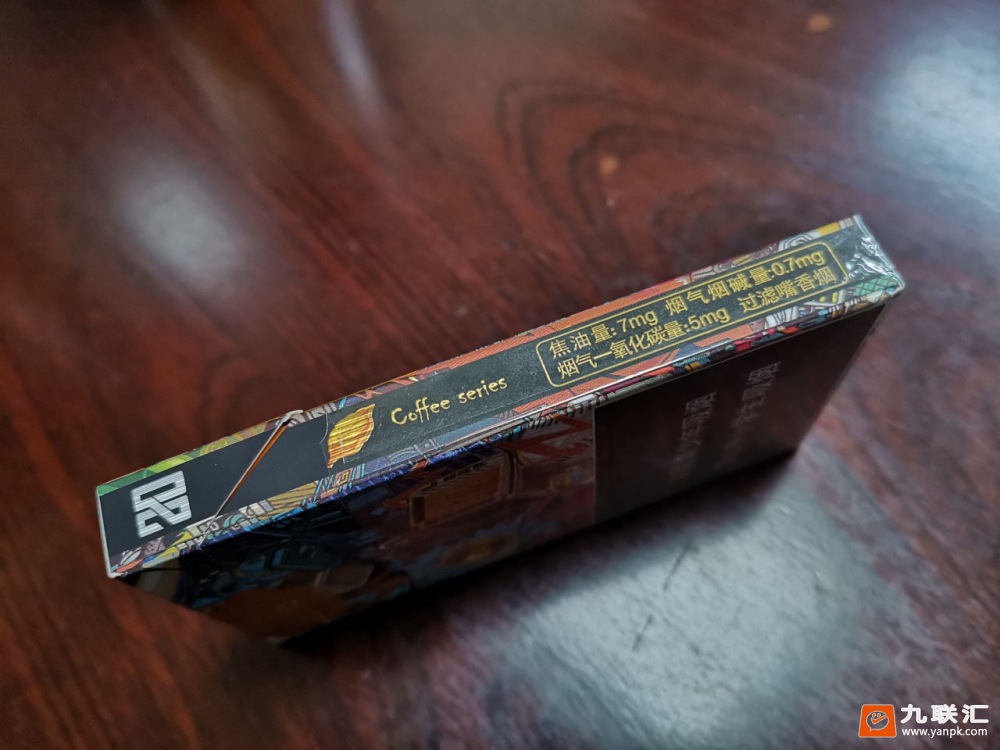 Coffee series
焦油量:7mg 烟气烟碱量:0.7mg
烟气一氧化碳量:5mg 过滤嘴香烟
九联汇
www.yanpk.com